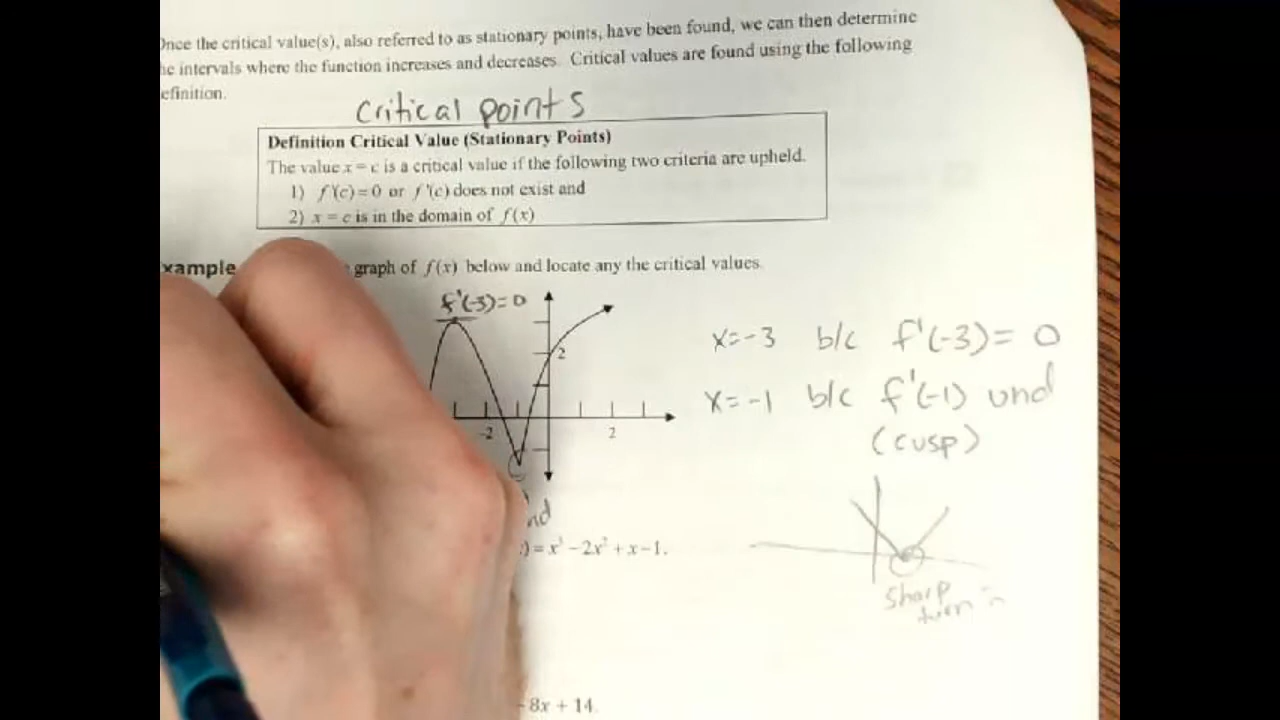 Once the critical value(s), also referred to as stationary points, have been found, we can then determine
he intervals where the function increases and decreases. Critical values are found using the following
efinition.
Critical points
Definition Critical Value (Stationary Points)
The value x = c is a critical value if the following two criteria are upheld.
1) f'(c) = 0 or f'(c) does not exist and
2) x = c is in the domain of f(x)
xample graph of f(x) below and locate any the critical values.
f'(-3)=0
2
-2 2
x=-3 b/c f'(-3)=0
x=-1 b/c f'(-1) und
(cusp)
nd
) = x³ - 2x² + x - 1.
sharp
turn
- 8x + 14.